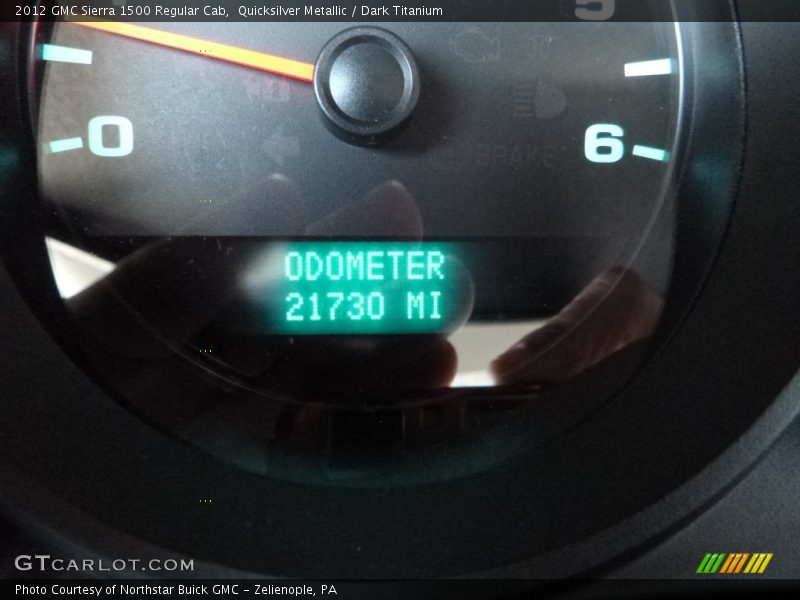 2012 GMC Sierra 1500 Regular Cab,  Quicksilver Metallic / Dark Titanium
5
0
6
BRAKE
ODOMETER
21730 MI
GTCARLOT.COM
Photo Courtesy of Northstar Buick GMC - Zelienople, PA